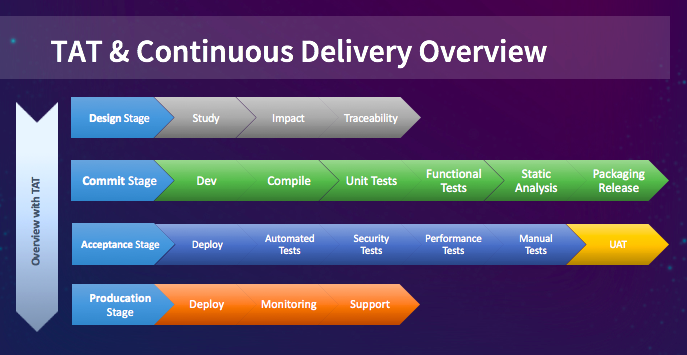 TAT & Continuous Delivery Overview
Overview with TAT
Design Stage
Study
Impact
Traceability
Commit Stage
Dev
Compile
Unit Tests
Functional
Tests
Static
Analysis
Packaging
Release
Acceptance Stage
Deploy
Automated
Tests
Security
Tests
Performance
Tests
Manual
Tests
UAT
Producation
Stage
Deploy
Monitoring
Support